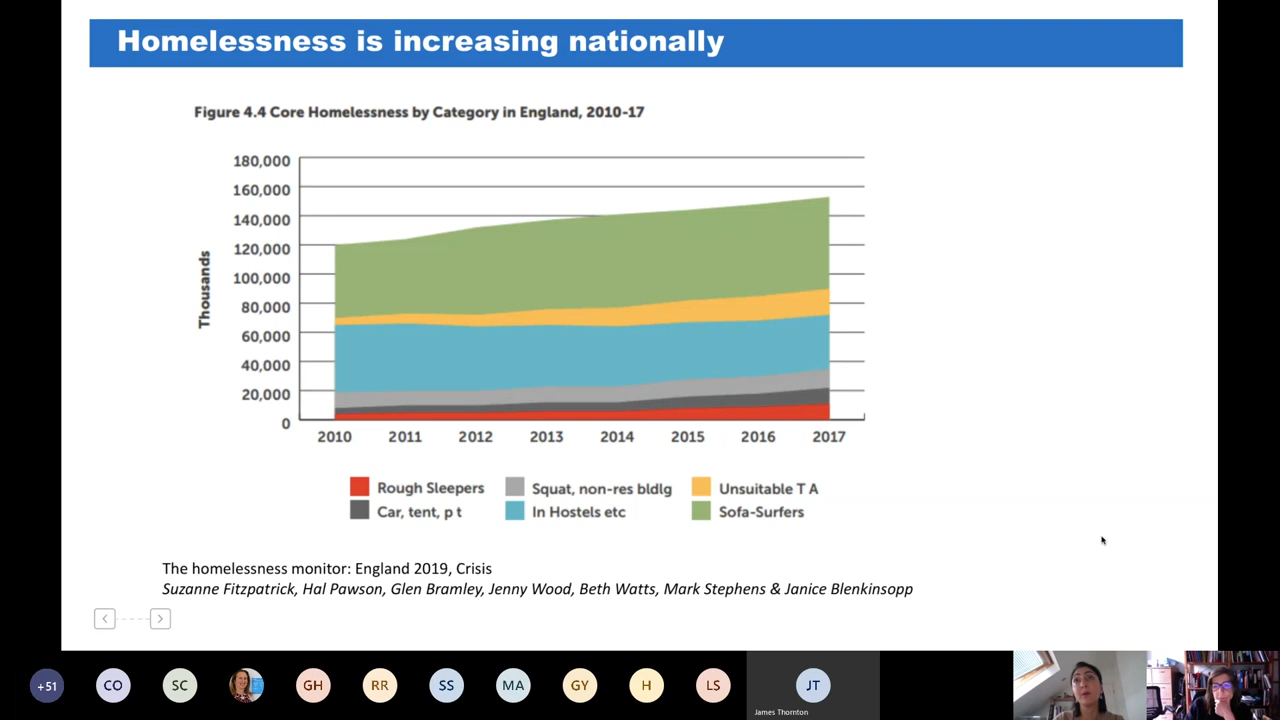 Homelessness is increasing nationally
Figure 4.4 Core Homelessness by Category in England, 2010-17
Thousands
180,000
160,000
140,000
120,000
100,000
80,000
60,000
40,000
20,000
0
2010 2011 2012 2013 2014 2015 2016 2017
Rough Sleepers Squat, non-res bldlg Unsuitable T A
Car, tent, p t In Hostels etc Sofa-Surfers
The homelessness monitor: England 2019, Crisis
Suzanne Fitzpatrick, Hal Pawson, Glen Bramley, Jenny Wood, Beth Watts, Mark Stephens & Janice Blenkinsopp
+51 CO SC GH RR SS MA GY H LS JT
James Thornton